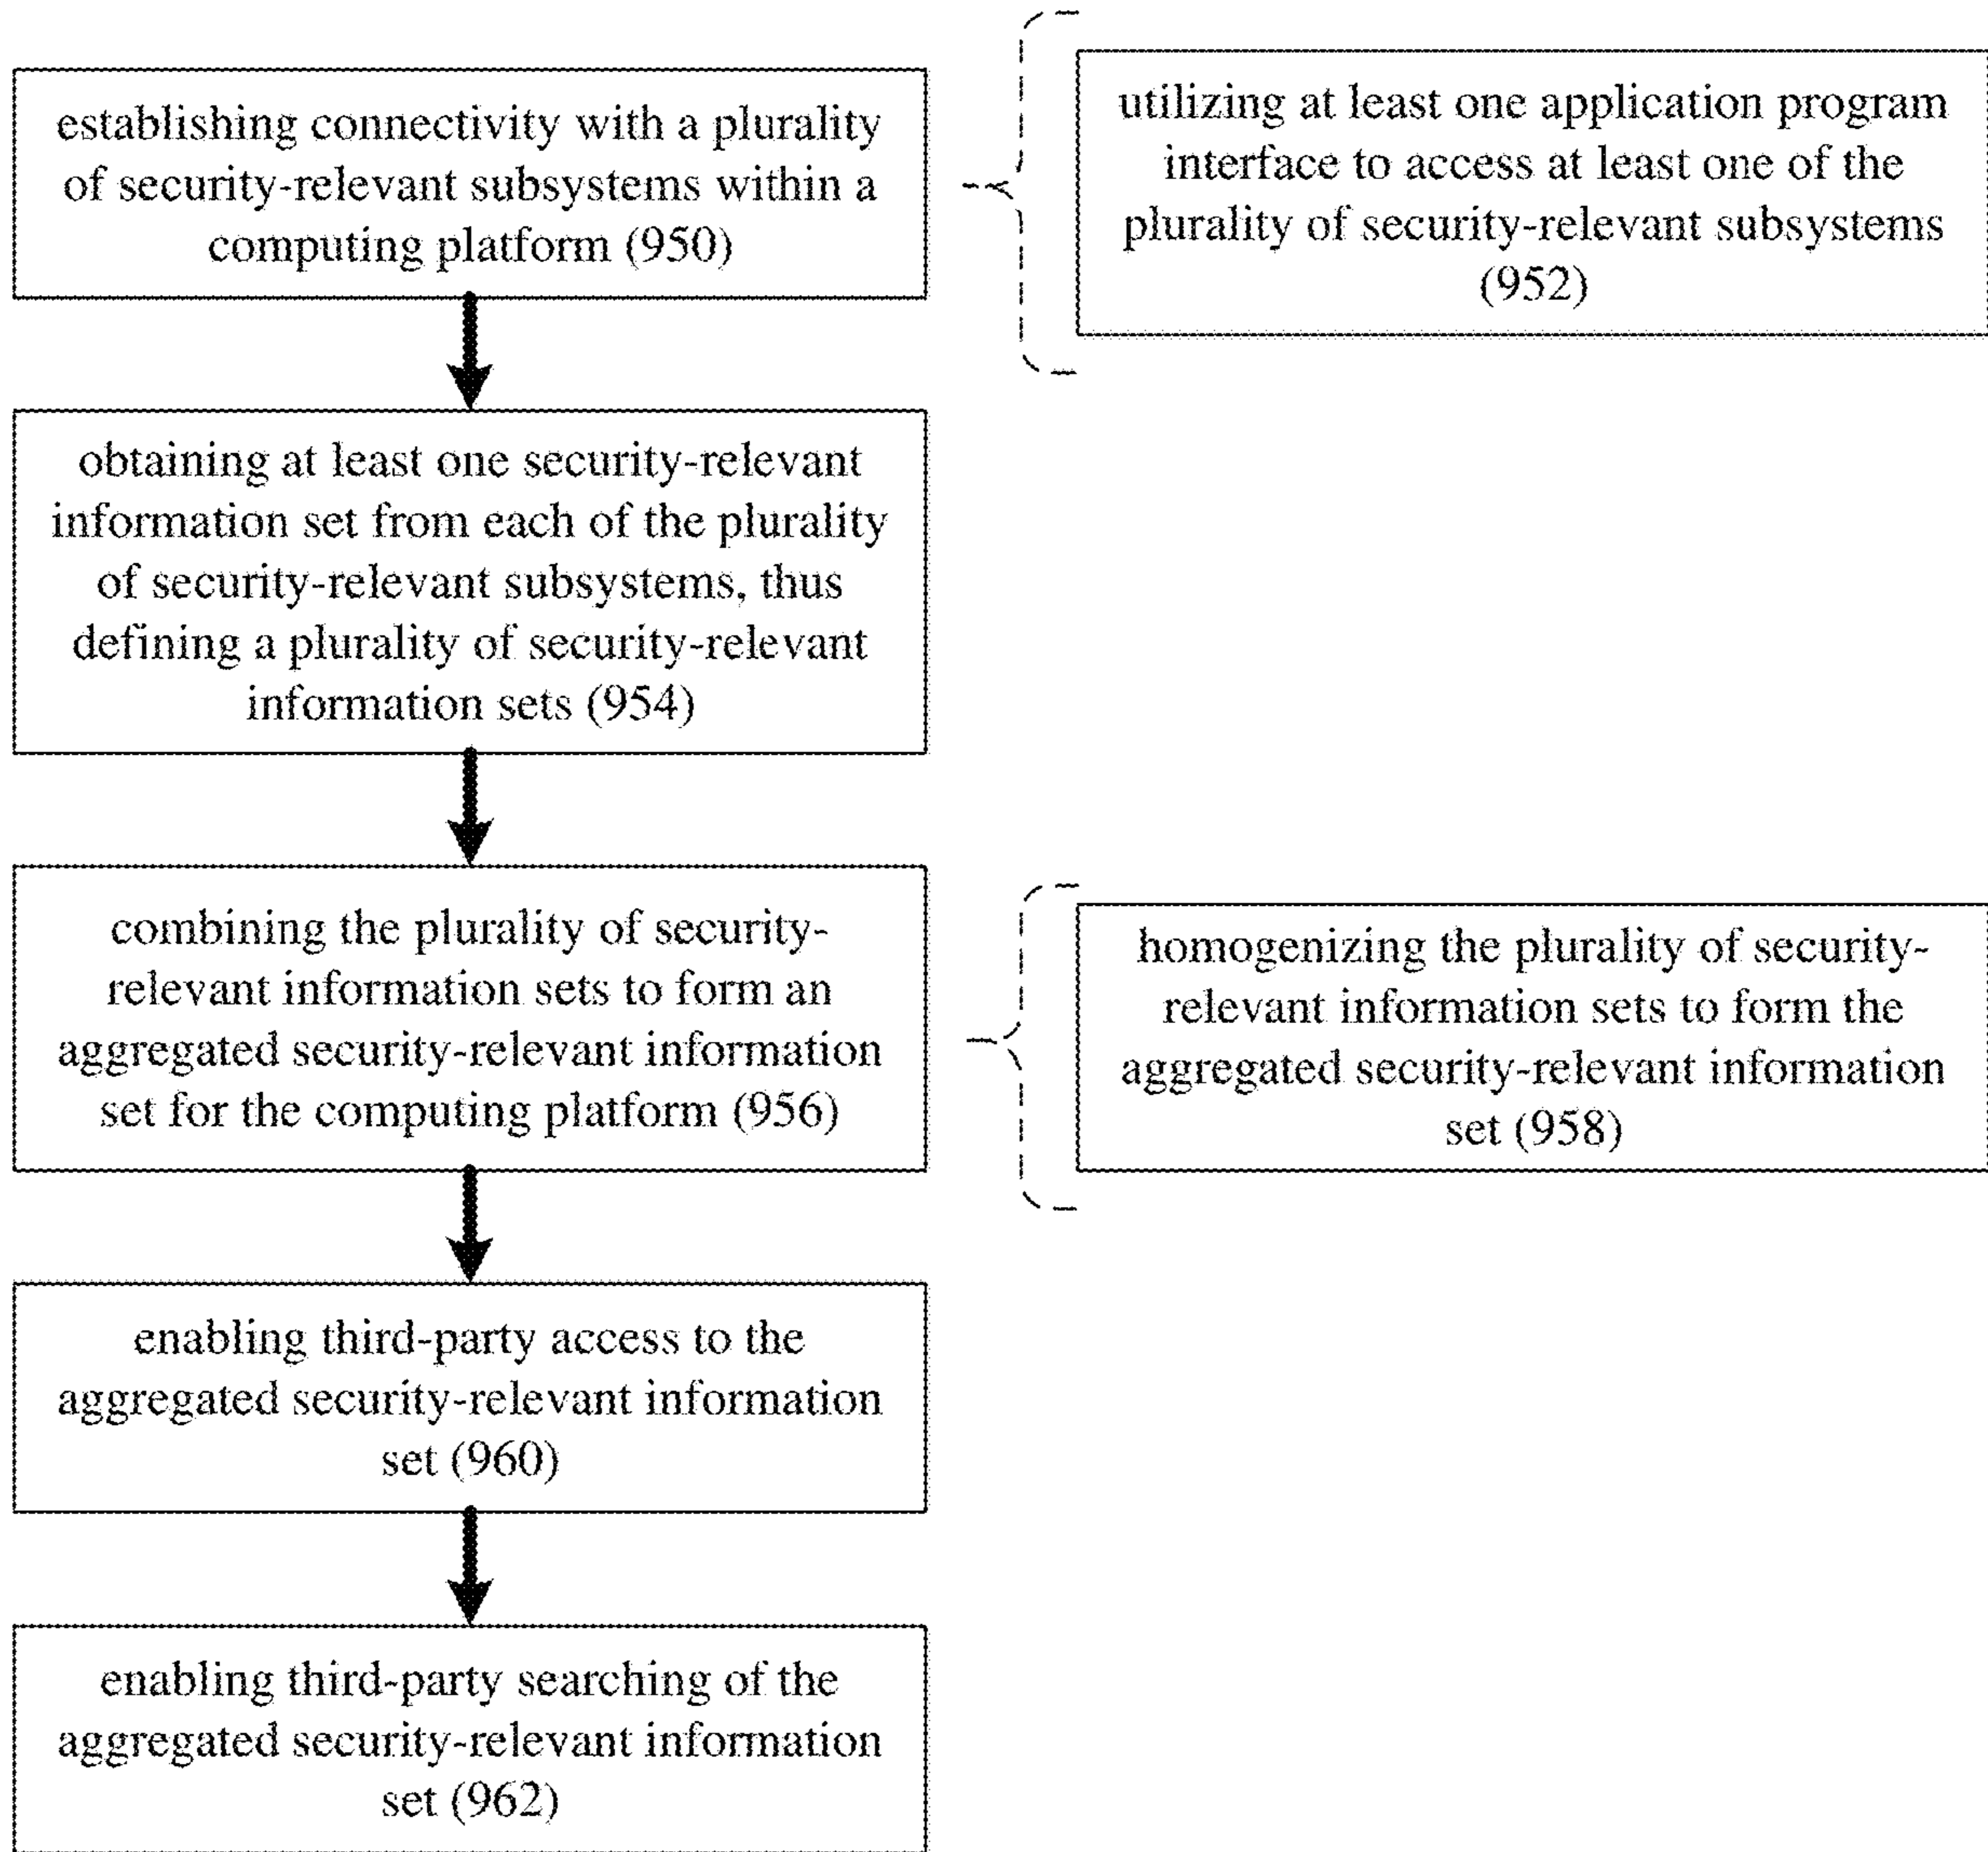 establishing connectivity with a plurality
of security-relevant subsystems within a
computing platform (950)
utilizing at least one application program
interface to access at least one of the
plurality of security-relevant subsystems
(952)
obtaining at least one security-relevant
information set from each of the plurality
of security-relevant subsystems, thus
defining a plurality of security-relevant
information sets (954)
combining the plurality of security-
relevant information sets to form an
aggregated security-relevant information
set for the computing platform (956)
homogenizing the plurality of security-
relevant information sets to form the
aggregated security-relevant information
set (958)
enabling third-party access to the
aggregated security-relevant information
set (960)
enabling third-party searching of the
aggregated security-relevant information
set (962)